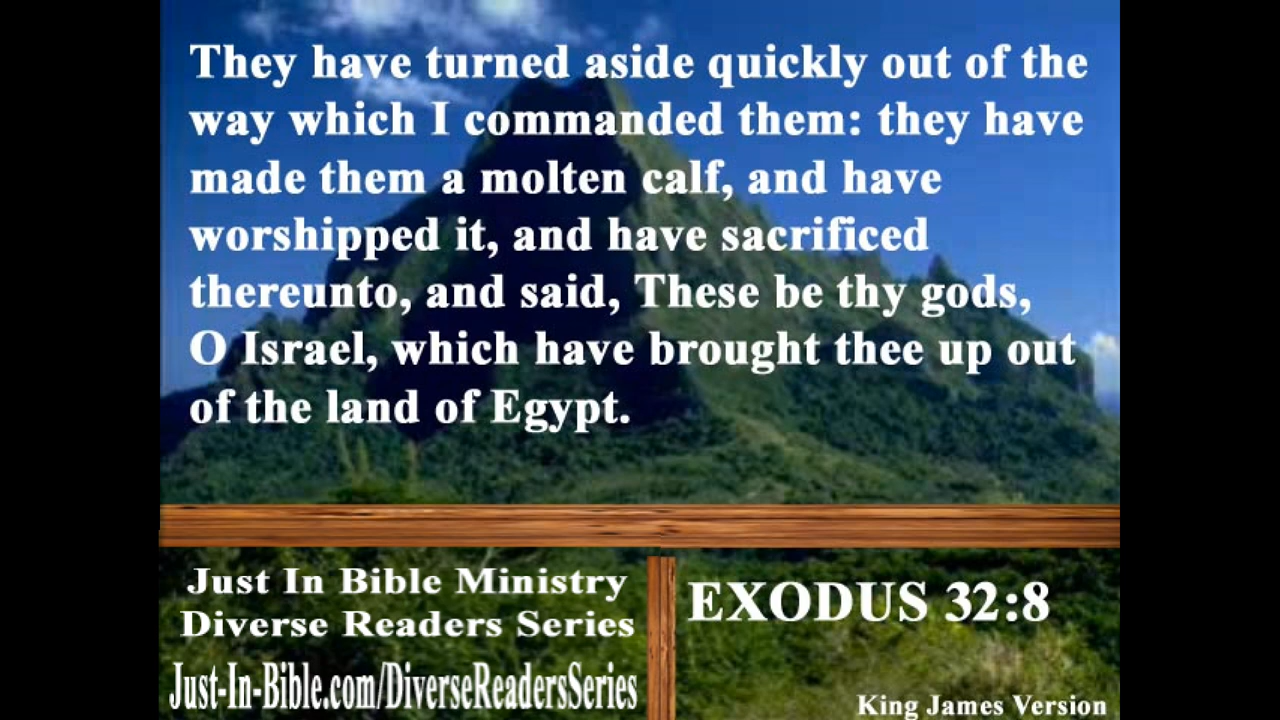 They have turned aside quickly out of the
way which I commanded them: they have
made them a molten calf, and have
worshipped it, and have sacrificed
thereunto, and said, These be thy gods,
O Israel, which have brought thee up out
of the land of Egypt.
Just In Bible Ministry
Diverse Readers Series
Just-In-Bible.com/DiverseReadersSeries
EXODUS 32:8
King James Version